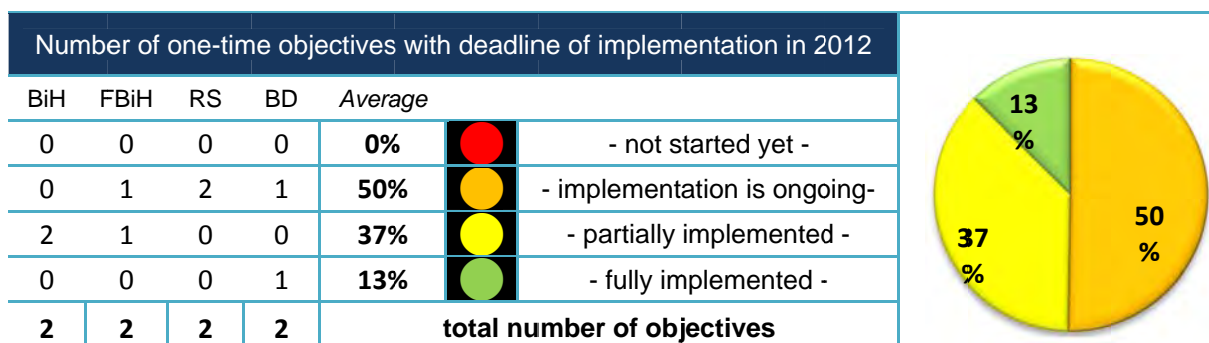 Number of one-time objectives with deadline of implementation in 2012
BiH FBiH RS BD Average
0 0 0 0 0% - not started yet -
0 1 2 1 50% - implementation is ongoing-
2 1 0 0 37% - partially implemented -
0 0 0 1 13% - fully implemented -
2 2 2 2 total number of objectives
13
%
50
%
37
%